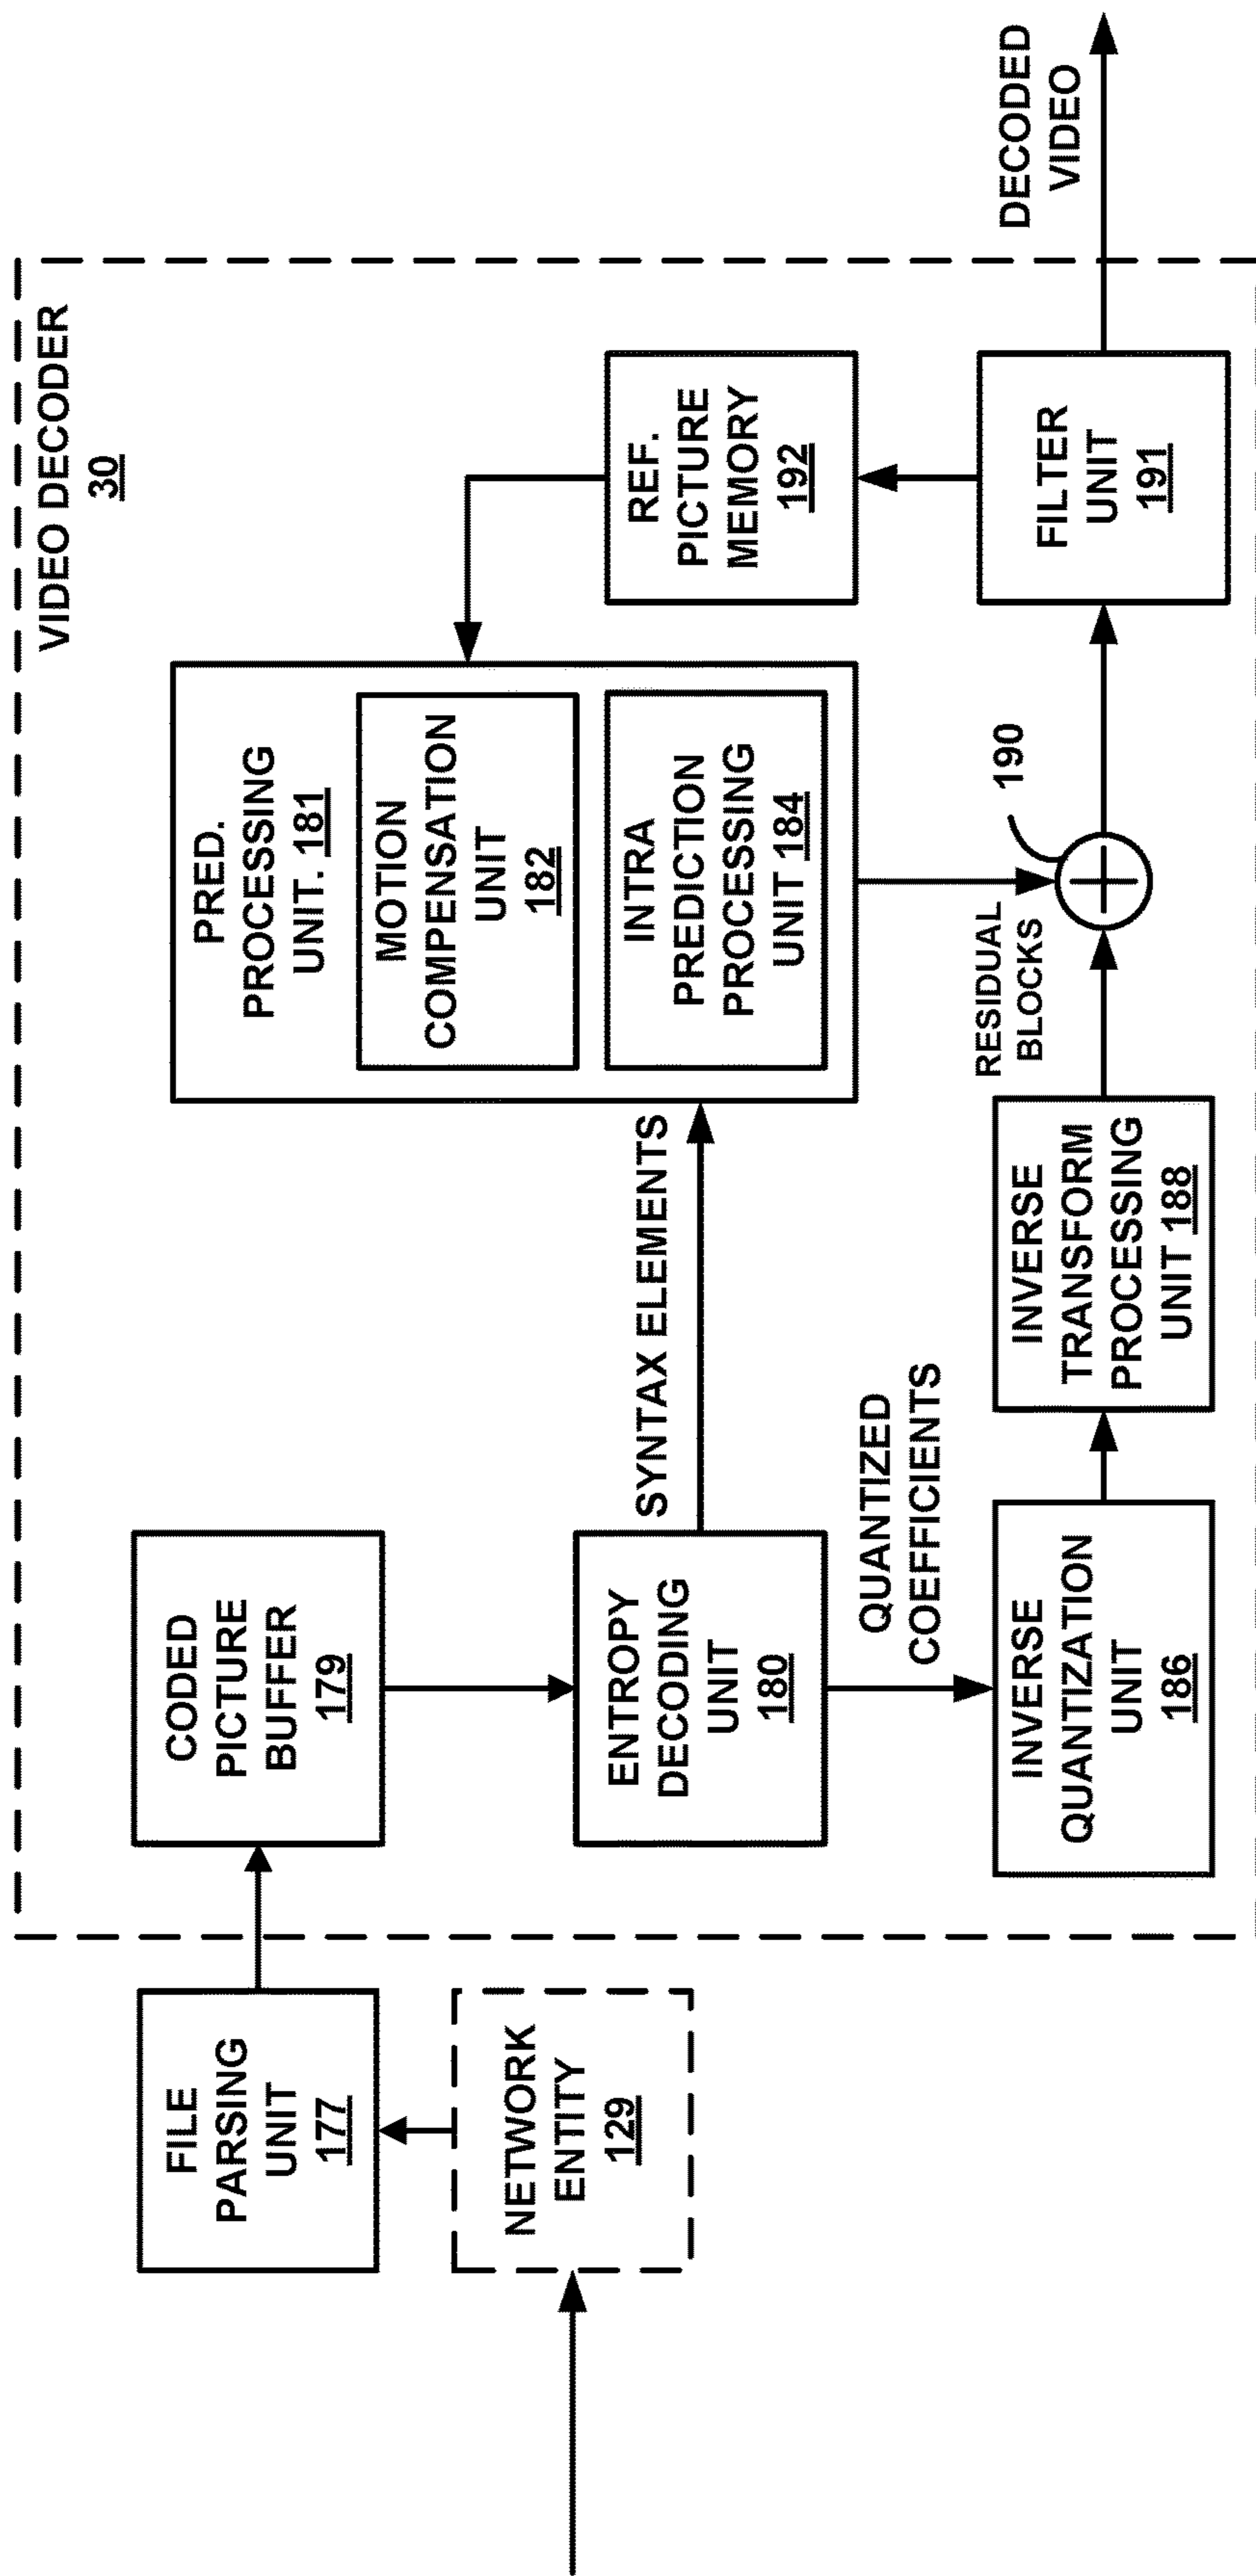 VIDEO DECODER
30
FILE
PARSING
UNIT
177
NETWORK
ENTITY
129
CODED
PICTURE
BUFFER
179
ENTROPY
DECODING
UNIT
180
SYNTAX ELEMENTS
QUANTIZED
COEFFICIENTS
INVERSE
QUANTIZATION
UNIT
186
INVERSE
TRANSFORM
PROCESSING
UNIT 188
PRED.
PROCESSING
UNIT. 181
MOTION
COMPENSATION
UNIT
182
INTRA
PREDICTION
PROCESSING
UNIT 184
RESIDUAL
BLOCKS
190
REF.
PICTURE
MEMORY
192
FILTER
UNIT
191
DECODED
VIDEO